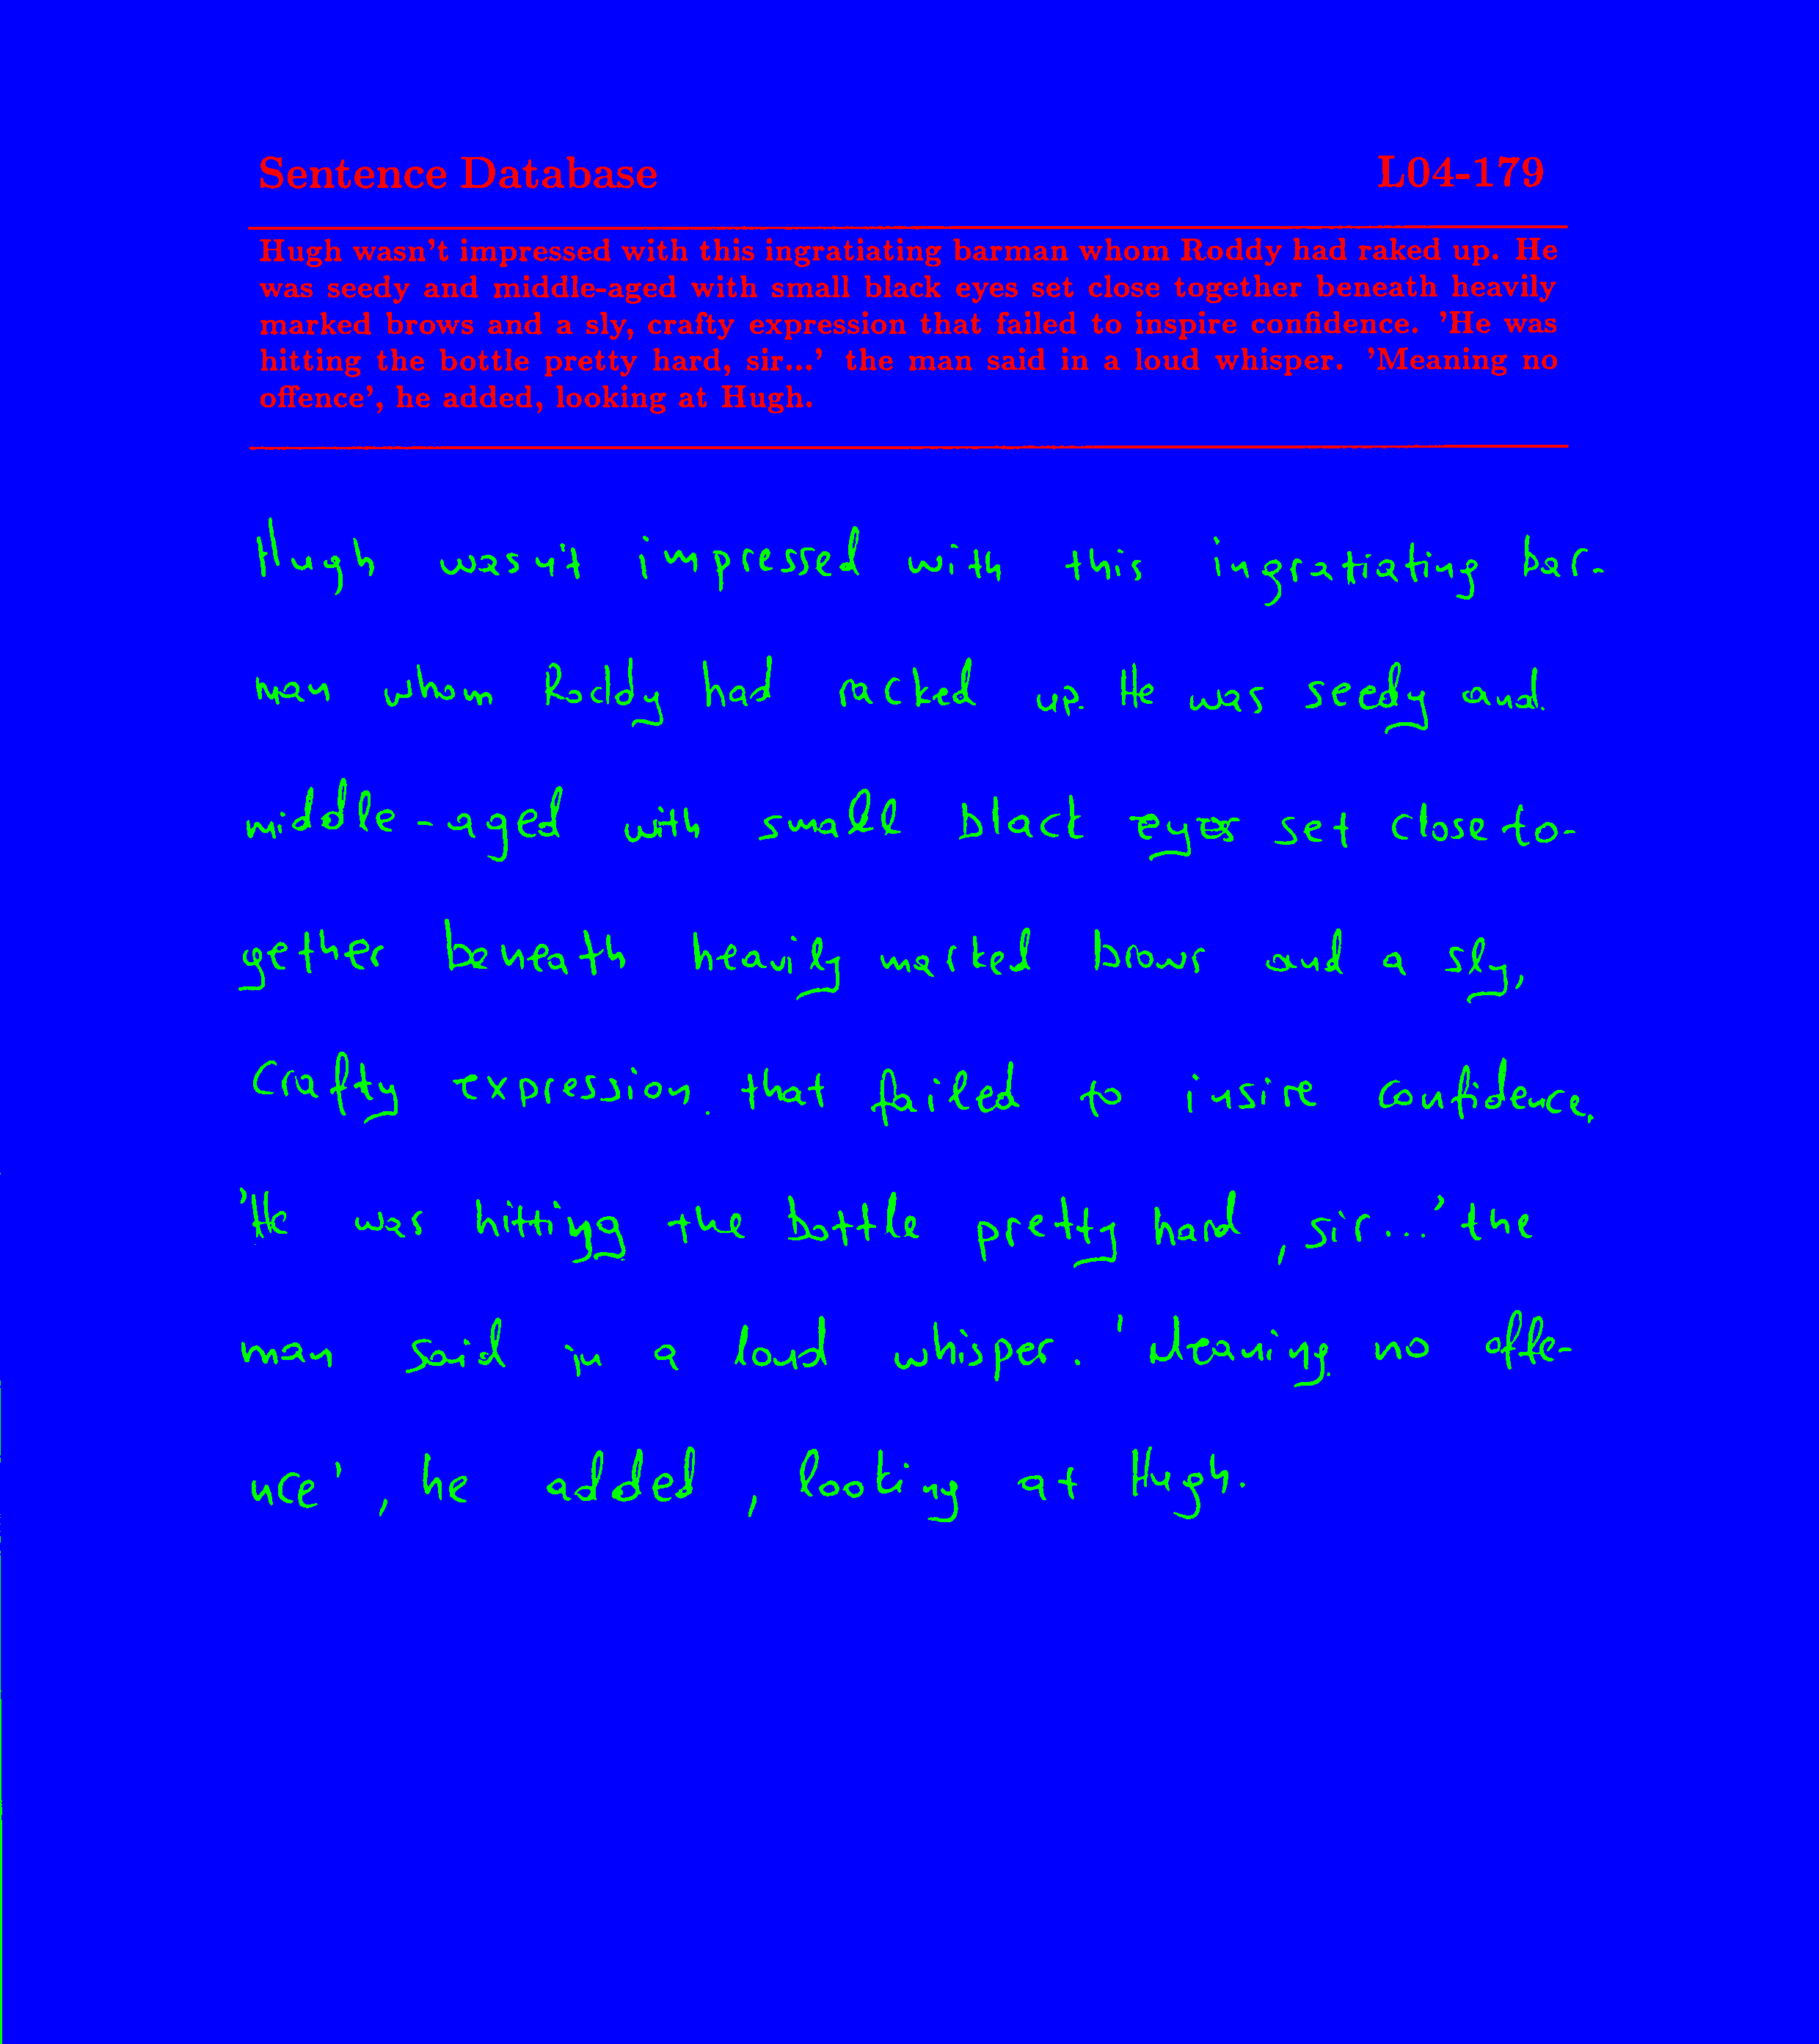 Sentence Database L04-179
Hugh wasn't impressed with this ingratiating barman whom Roddy had raked up. He
was seedy and middle-aged with small black eyes set close together beneath heavily
marked brows and a sly, crafty expression that failed to inspire confidence. 'He was
hitting the bottle pretty hard, sir...' the man said in a loud whisper. 'Meaning no
offence', he added, looking at Hugh.
Hugh wasn't impressed with this ingratiating bar-
man whom Roddy had racked up. He was seedy and
middle-aged with small black eyes set close to-
gether beneath heavily marked brows and a sly,
crafty expression. that failed to insire confidence.
'He was hitting the bottle pretty hard, sir...' the
man said in a loud whisper. 'Meaning no offe-
nce', he added, looking at Hugh.